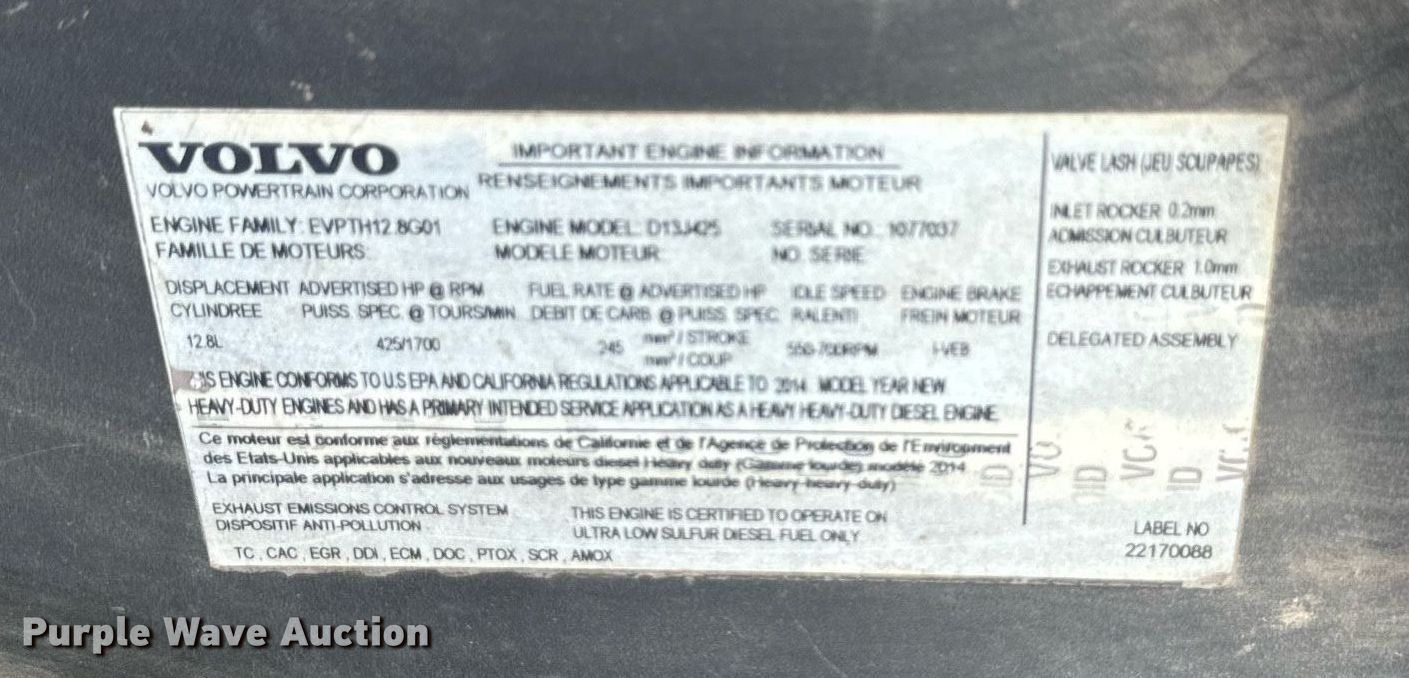 VOLVO
VOLVO POWERTRAIN CORPORATION
IMPORTANT ENGINE INFORMATION
RENSEIGNEMENTS IMPORTANTS MOTEUR
ENGINE FAMILY: EVPTH12.8G01 ENGINE MODEL: D13J425 SERIAL NO.: 1077037
FAMILLE DE MOTEURS: MODELE MOTEUR NO. SERIE
DISPLACEMENT ADVERTISED HP @ RPM FUEL RATE @ ADVERTISED HP IDLE SPEED ENGINE BRAKE
CYLINDREE PUISS. SPEC. @ TOURS/MIN. DEBIT DE CARB. @ PUISS. SPEC. RALENTI FREIN MOTEUR
12.8L 425/1700 245 mm³ / STROKE 550-700RPM I-VEB
mm³ / COUP
IS ENGINE CONFORMS TO U.S EPA AND CALIFORNIA REGULATIONS APPLICABLE TO 2014 MODEL YEAR NEW
HEAVY-DUTY ENGINES AND HAS A PRIMARY INTENDED SERVICE APPLICATION AS A HEAVY HEAVY-DUTY DIESEL ENGINE.
Ce moteur est conforme aux réglementations de Californie et de l'Agence de Protection de l'Environment
des Etats-Unis applicables aux nouveaux moteurs diesel Heavy duty (Gamme lourde) modèle 2014
La principale application s'adresse aux usages de type gamme lourde (Heavy heavy-duty)
EXHAUST EMISSIONS CONTROL SYSTEM
DISPOSITIF ANTI-POLLUTION
TC , CAC , EGR , DDI , ECM , DOC , PTOX , SCR , AMOX
THIS ENGINE IS CERTIFIED TO OPERATE ON
ULTRA LOW SULFUR DIESEL FUEL ONLY
VALVE LASH (JEU SOUPAPES)
INLET ROCKER 0.2mm
ADMISSION CULBUTEUR
EXHAUST ROCKER 1.0mm
ECHAPPEMENT CULBUTEUR
DELEGATED ASSEMBLY
LABEL NO
22170088
Purple Wave Auction